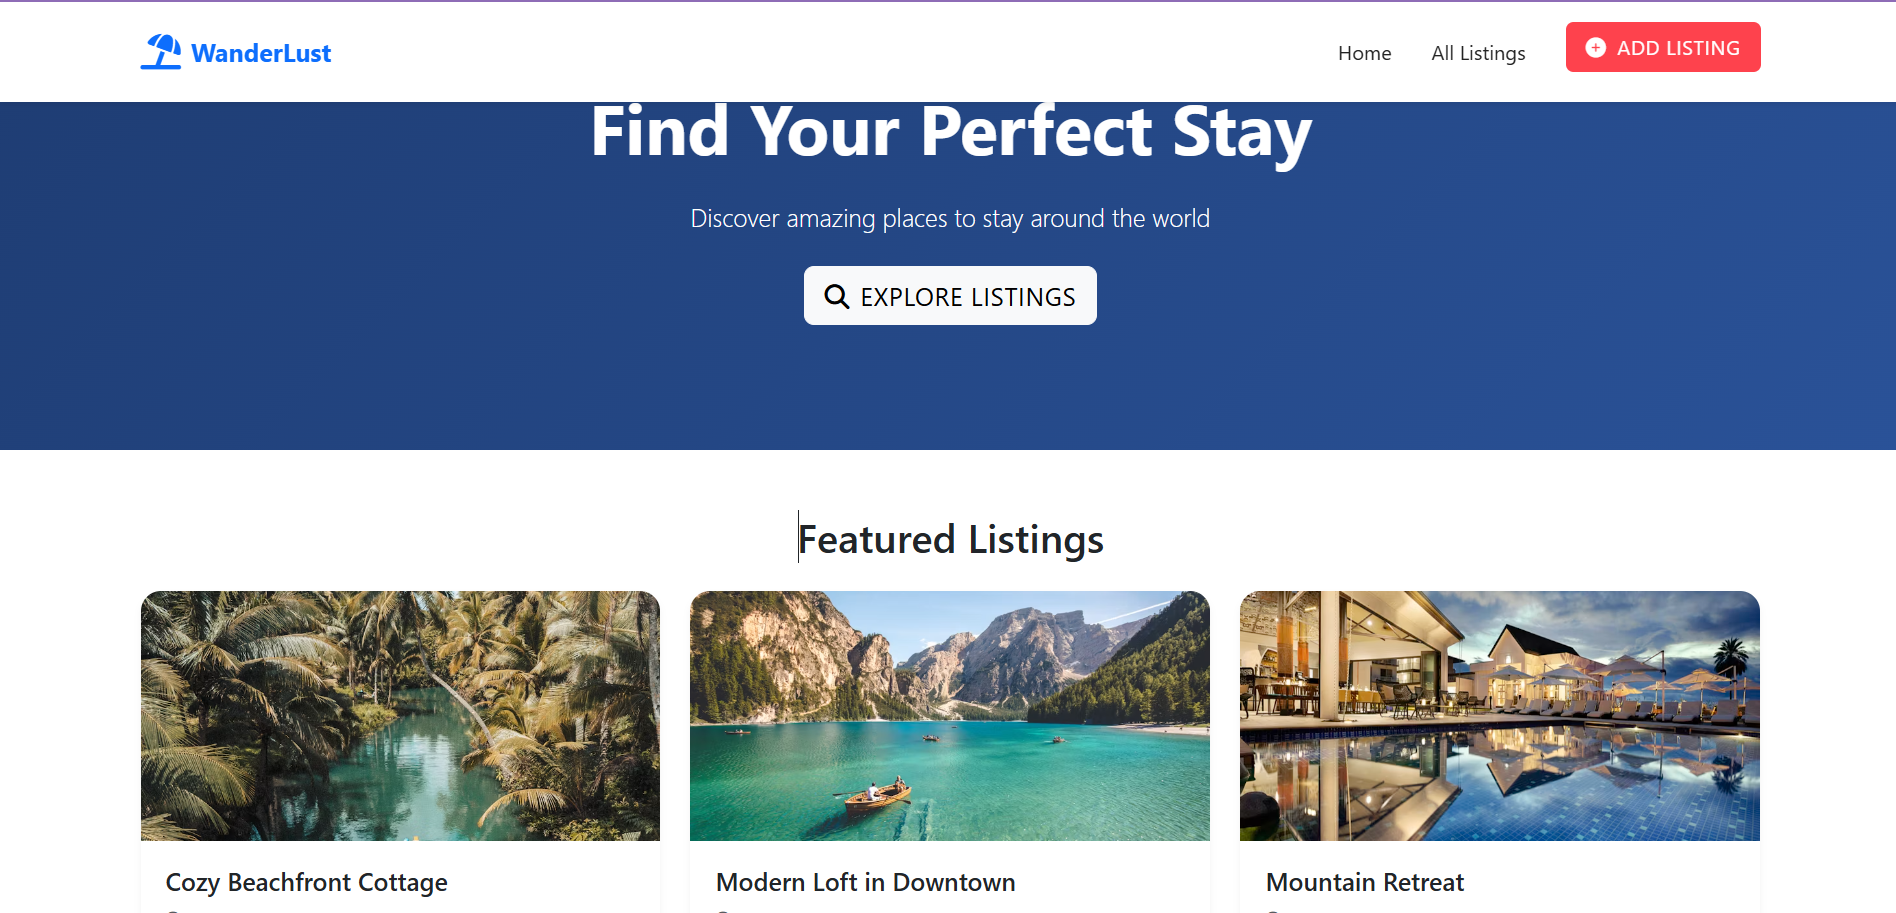 WanderLust
Home
All Listings
ADD LISTING
Find Your Perfect Stay
Discover amazing places to stay around the world
EXPLORE LISTINGS
Featured Listings
Cozy Beachfront Cottage
Modern Loft in Downtown
Mountain Retreat